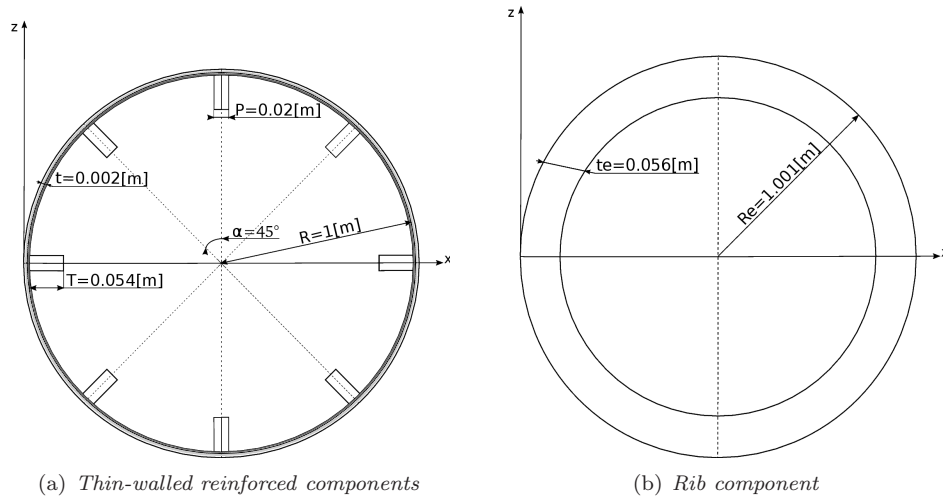 z
P=0.02[m]
t=0.002[m]
α=45°
R=1[m]
x
T=0.054[m]
(a) Thin-walled reinforced components
z
te=0.056[m]
Re=1.001[m]
(b) Rib component